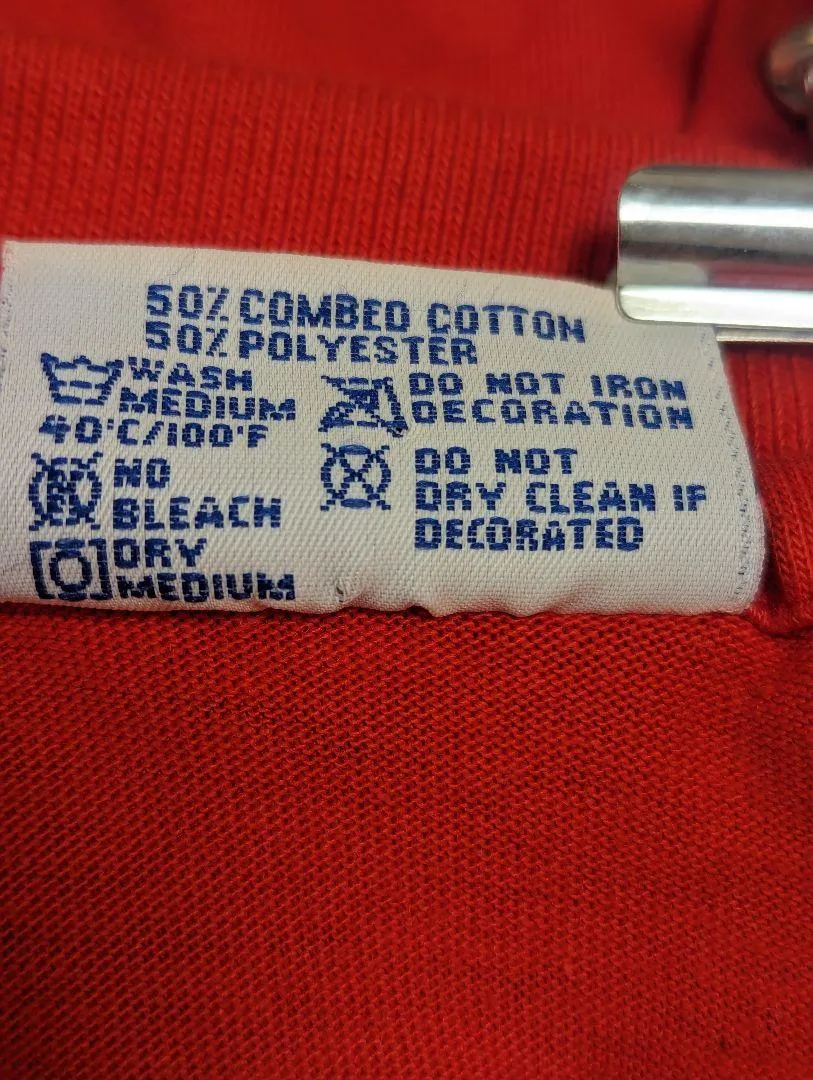 50% COMBED COTTON
50% POLYESTER
WASH
MEDIUM
40°C/100°F
NO
BLEACH
DRY
MEDIUM
DO NOT IRON
DECORATION
DO NOT
DRY CLEAN IF
DECORATED